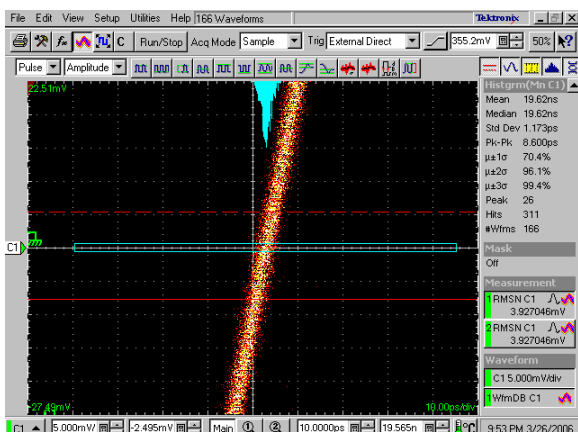 File Edit View Setup Utilities Help 166 Waveforms Tektronix
C Run/Stop Acq Mode Sample Trig External Direct 355.2mV 50%
Pulse Amplitude
22.51mV
Histgrm(Mn C1)
Mean 19.62ns
Median 19.62ns
Std Dev 1.173ps
Pk-Pk 8.600ps
µ±1σ 70.4%
µ±2σ 96.1%
µ±3σ 99.4%
Peak 26
Hits 311
#Wfms 166
C1
Mask
Off
Measurement
1 RMSN C1
3.927046mV
2 RMSN C1
3.927046mV
Waveform
C1 5.000mV/div
1 WfmDB C1
-27.49mV 10.00ps/div
C1 5.000mV/ -2.495mV Main 1 2 10.0000ps 19.565n 9:53 PM 3/26/2006